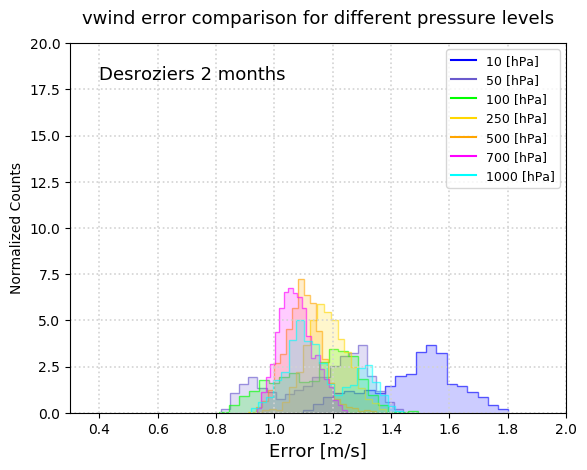 vwind error comparison for different pressure levels
Desroziers 2 months
10 [hPa]
50 [hPa]
100 [hPa]
250 [hPa]
500 [hPa]
700 [hPa]
1000 [hPa]
Normalized Counts
20.0
17.5
15.0
12.5
10.0
7.5
5.0
2.5
0.0
0.4 0.6 0.8 1.0 1.2 1.4 1.6 1.8 2.0
Error [m/s]